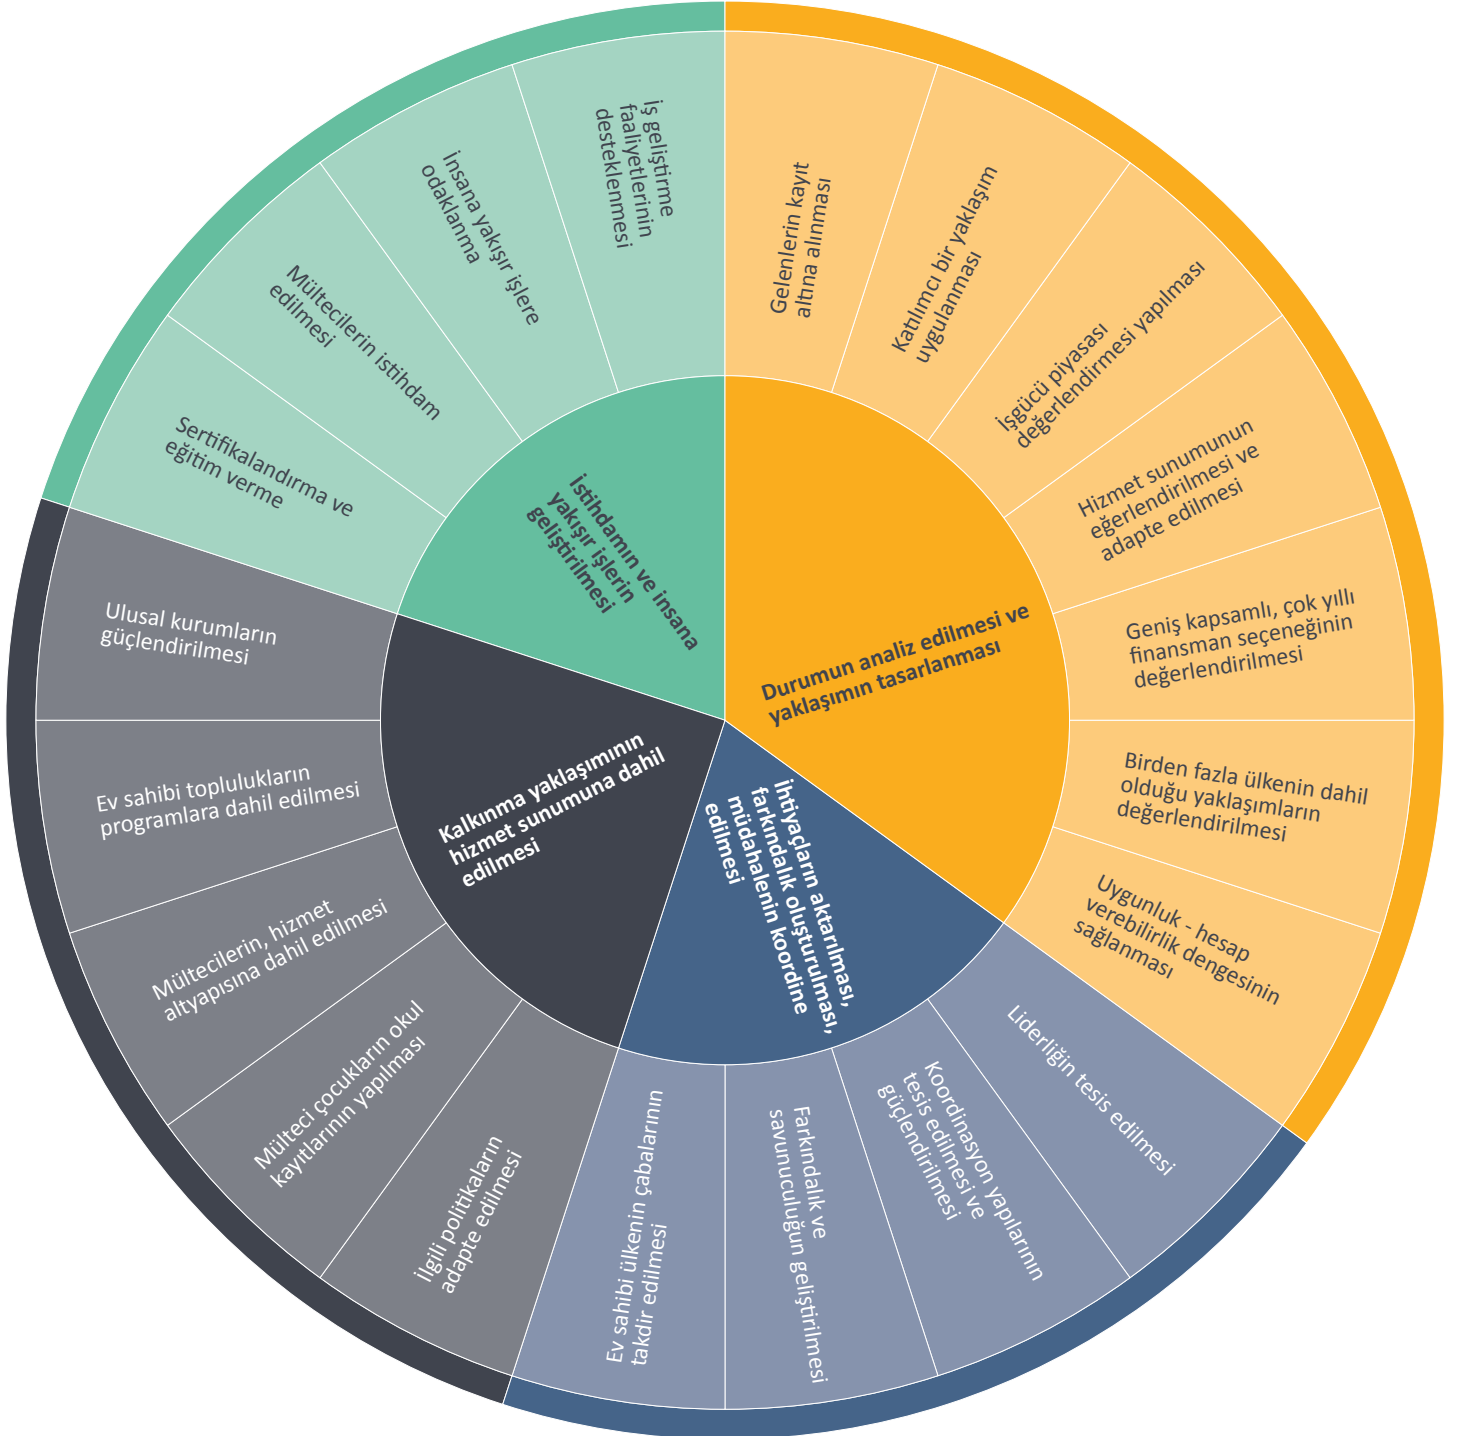 Durumun analiz edilmesi ve
yaklaşımın tasarlanması
Gelenlerin kayıt
altına alınması
Katılımcı bir yaklaşım
uygulanması
İşgücü piyasası
değerlendirmesi yapılması
Hizmet sunumunun
eğerlendirilmesi ve
adapte edilmesi
Geniş kapsamlı, çok yıllı
finansman seçeneğinin
değerlendirilmesi
Birden fazla ülkenin dahil
olduğu yaklaşımların
değerlendirilmesi
Uygunluk - hesap
verebilirlik dengesinin
sağlanması
İhtiyaçların aktarılması,
farkındalık oluşturulması,
müdahalenin koordine
edilmesi
Liderliğin tesis edilmesi
Koordinasyon yapılarının
tesis edilmesi ve
güçlendirilmesi
Farkındalık ve
savunuculuğun geliştirilmesi
Ev sahibi ülkenin çabalarının
takdir edilmesi
Kalkınma yaklaşımının
hizmet sunumuna dahil
edilmesi
İlgili politikaların
adapte edilmesi
Mülteci çocukların okul
kayıtlarının yapılması
Mültecilerin, hizmet
altyapısına dahil edilmesi
Ev sahibi toplulukların
programlara dahil edilmesi
Ulusal kurumların
güçlendirilmesi
İstihdamın ve insana
yakışır işlerin
geliştirilmesi
Sertifikalandırma ve
eğitim verme
Mültecilerin istihdam
edilmesi
İnsana yakışır işlere
odaklanma
İş geliştirme
faaliyetlerinin
desteklenmesi